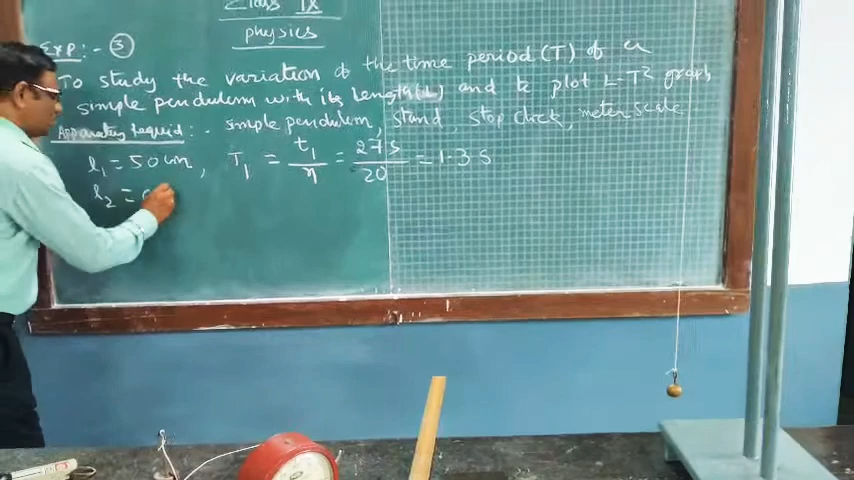 Class IX
physics
Exp:- ③
To study the variation of the time period (T) of a
simple pendulum with its Length (L) and to plot L-T² graph
Apparatus Requid :- simple pendulum, stand, stop clock, meter scale
l₁ = 50 cm, T₁ = t₁/n = 27s/20 = 1.3 s
l₂ =